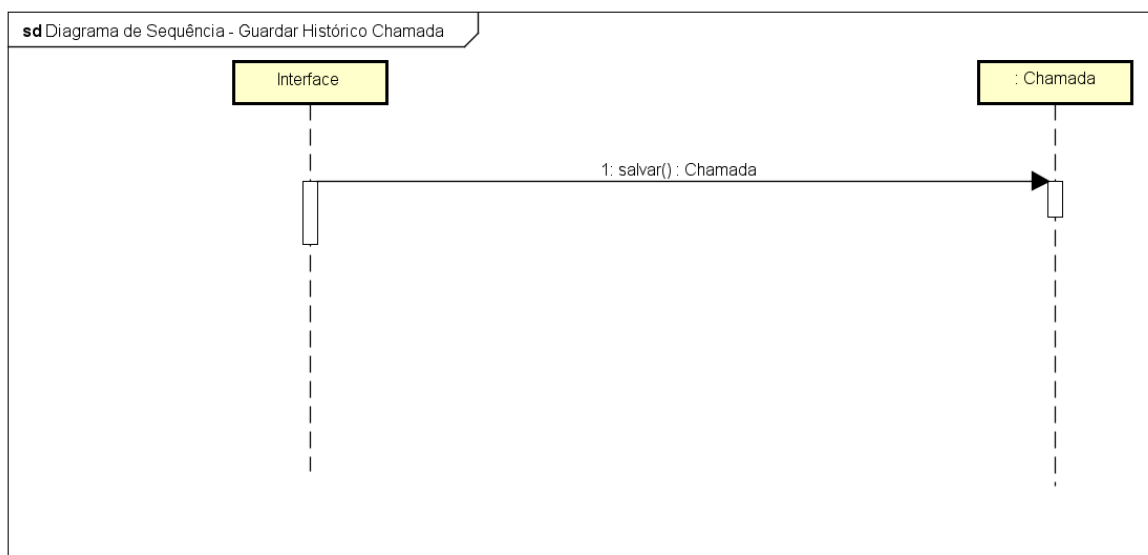 sd Diagrama de Sequência - Guardar Histórico Chamada
Interface
: Chamada
1: salvar() : Chamada